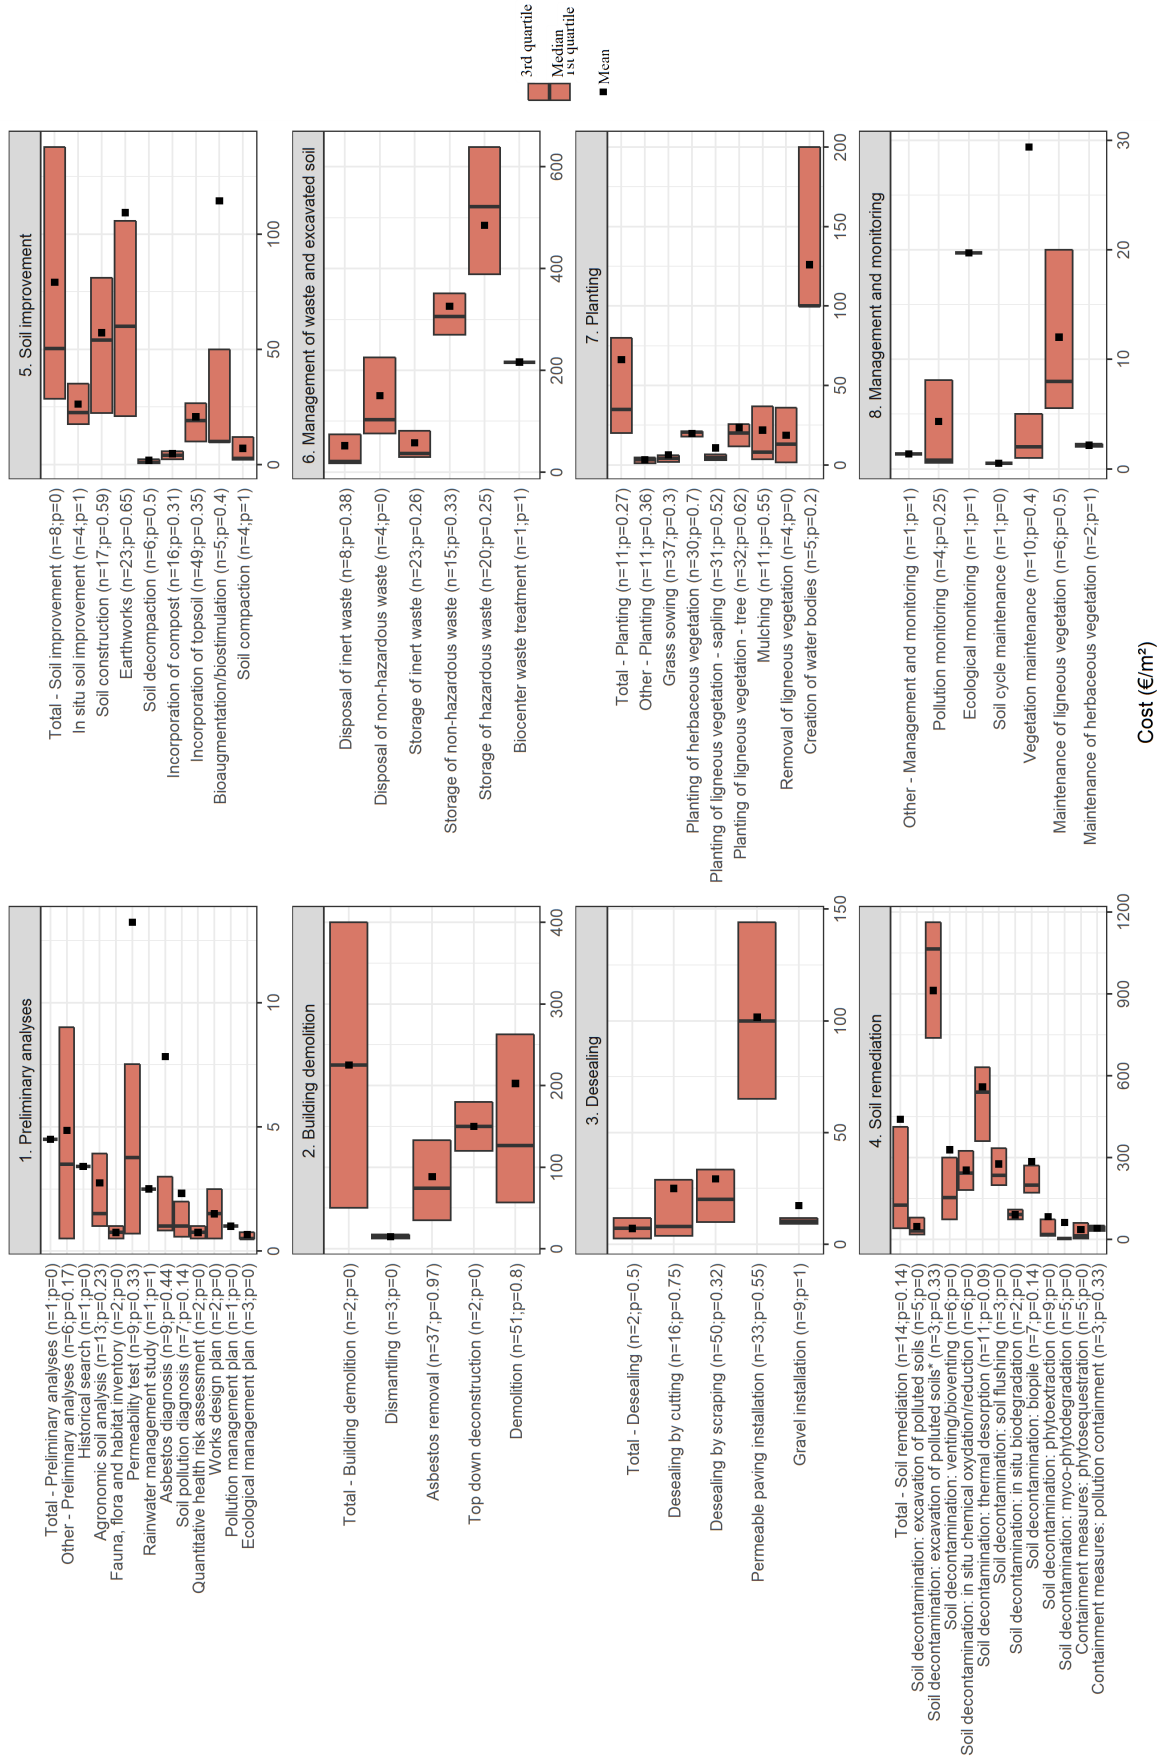 1. Preliminary analyses
Total - Preliminary analyses (n=1;p=0)
Other - Preliminary analyses (n=6;p=0.17)
Historical search (n=1;p=0)
Agronomic soil analysis (n=13;p=0.23)
Fauna, flora and habitat inventory (n=2;p=0)
Permeability test (n=9;p=0.33)
Rainwater management study (n=1;p=1)
Asbestos diagnosis (n=9;p=0.44)
Soil pollution diagnosis (n=7;p=0.14)
Quantitative health risk assessment (n=2;p=0)
Works design plan (n=2;p=0)
Pollution management plan (n=1;p=0)
Ecological management plan (n=3;p=0)
0 5 10
2. Building demolition
Total - Building demolition (n=2;p=0)
Dismantling (n=3;p=0)
Asbestos removal (n=37;p=0.97)
Top down deconstruction (n=2;p=0)
Demolition (n=51;p=0.8)
0 100 200 300 400
3. Desealing
Total - Desealing (n=2;p=0.5)
Desealing by cutting (n=16;p=0.75)
Desealing by scraping (n=50;p=0.32)
Permeable paving installation (n=33;p=0.55)
Gravel installation (n=9;p=1)
0 50 100 150
4. Soil remediation
Total - Soil remediation (n=14;p=0.14)
Soil decontamination: excavation of polluted soils (n=5;p=0)
Soil decontamination: excavation of polluted soils* (n=3;p=0.33)
Soil decontamination: venting/bioventing (n=6;p=0)
Soil decontamination: in situ chemical oxydation/reduction (n=6;p=0)
Soil decontamination: thermal desorption (n=11;p=0.09)
Soil decontamination: soil flushing (n=3;p=0)
Soil decontamination: in situ biodegradation (n=2;p=0)
Soil decontamination: biopile (n=7;p=0.14)
Soil decontamination: phytoextraction (n=9;p=0)
Soil decontamination: myco-phytodegradation (n=5;p=0)
Containment measures: phytosequestration (n=5;p=0)
Containment measures: pollution containment (n=3;p=0.33)
0 300 600 900 1200
5. Soil improvement
Total - Soil improvement (n=8;p=0)
In situ soil improvement (n=4;p=1)
Soil construction (n=17;p=0.59)
Earthworks (n=23;p=0.65)
Soil decompaction (n=6;p=0.5)
Incorporation of compost (n=16;p=0.31)
Incorporation of topsoil (n=49;p=0.35)
Bioaugmentation/biostimulation (n=5;p=0.4)
Soil compaction (n=4;p=1)
0 50 100
6. Management of waste and excavated soil
Disposal of inert waste (n=8;p=0.38)
Disposal of non-hazardous waste (n=4;p=0)
Storage of inert waste (n=23;p=0.26)
Storage of non-hazardous waste (n=15;p=0.33)
Storage of hazardous waste (n=20;p=0.25)
Biocenter waste treatment (n=1;p=1)
0 200 400 600
7. Planting
Total - Planting (n=11;p=0.27)
Other - Planting (n=11;p=0.36)
Grass sowing (n=37;p=0.3)
Planting of herbaceous vegetation (n=30;p=0.7)
Planting of ligneous vegetation - sapling (n=31;p=0.52)
Planting of ligneous vegetation - tree (n=32;p=0.62)
Mulching (n=11;p=0.55)
Removal of ligneous vegetation (n=4;p=0)
Creation of water bodies (n=5;p=0.2)
0 50 100 150 200
8. Management and monitoring
Other - Management and monitoring (n=1;p=1)
Pollution monitoring (n=4;p=0.25)
Ecological monitoring (n=1;p=1)
Soil cycle maintenance (n=1;p=0)
Vegetation maintenance (n=10;p=0.4)
Maintenance of ligneous vegetation (n=6;p=0.5)
Maintenance of herbaceous vegetation (n=2;p=1)
0 10 20 30
Cost (€/m²)
3rd quartile
Median
1st quartile
Mean